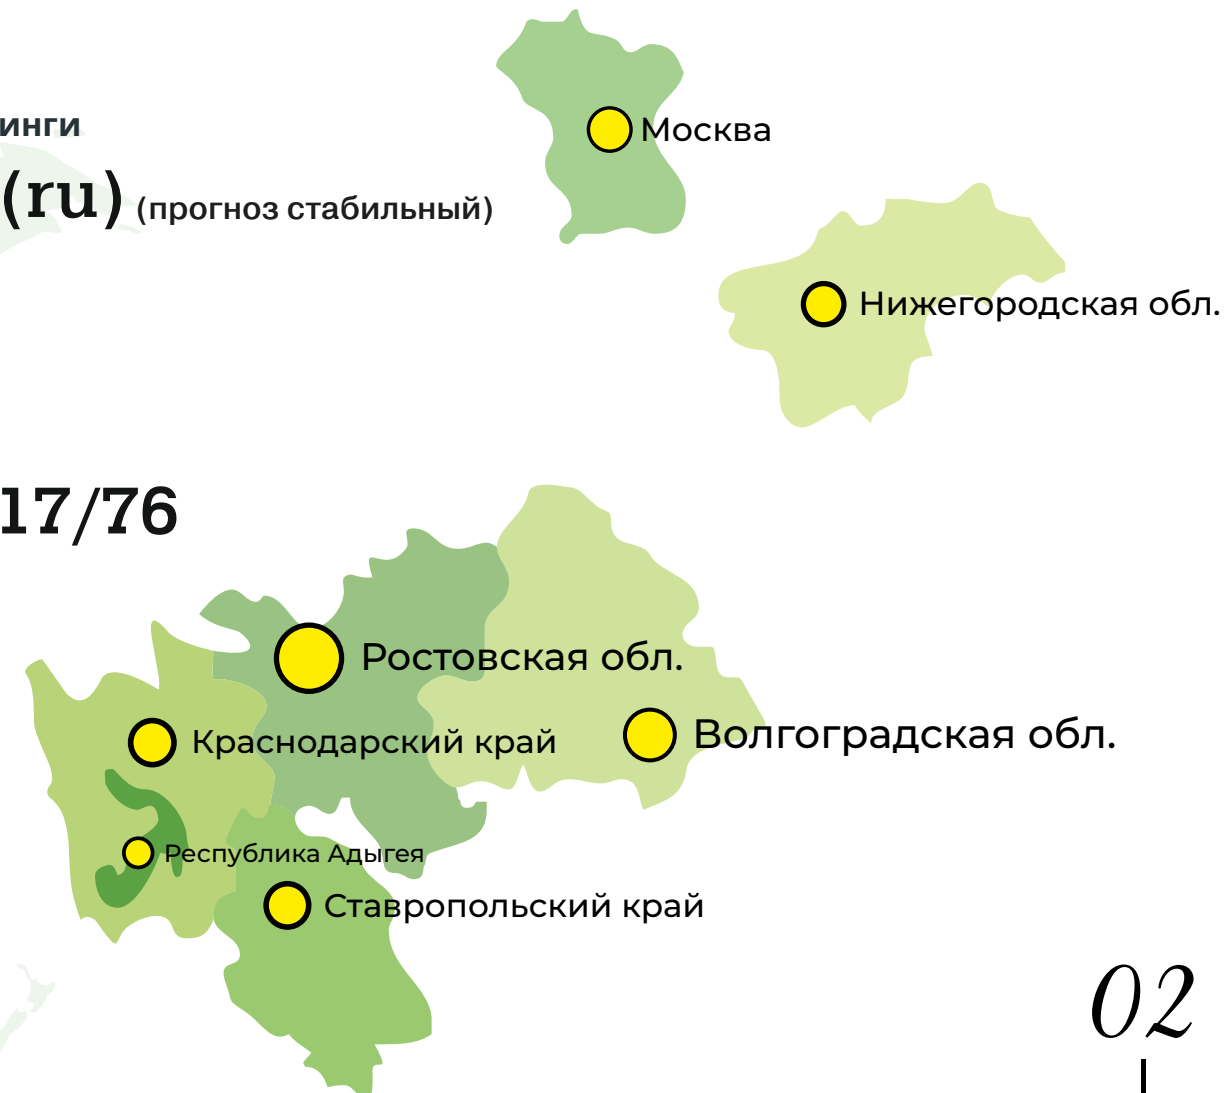 инги
Москва
(ru) (прогноз стабильный)
Нижегородская обл.
17/76
Ростовская обл.
Волгоградская обл.
Краснодарский край
Республика Адыгея
Ставропольский край
02